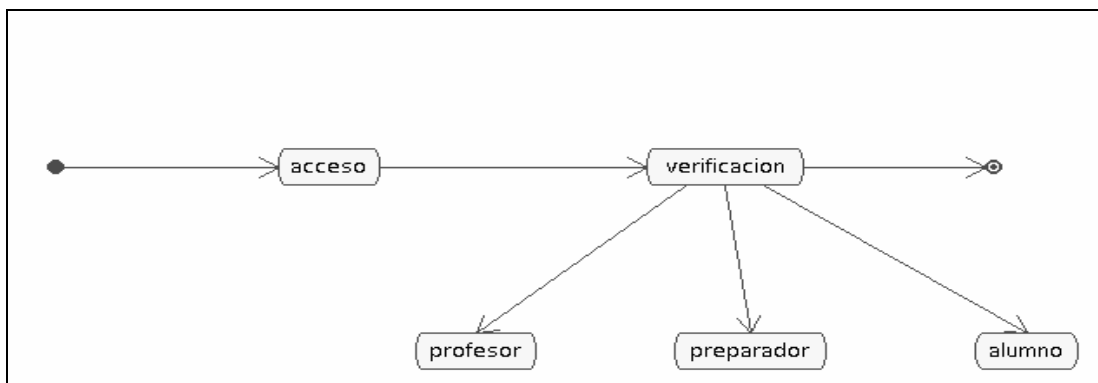 acceso
verificacion
profesor
preparador
alumno